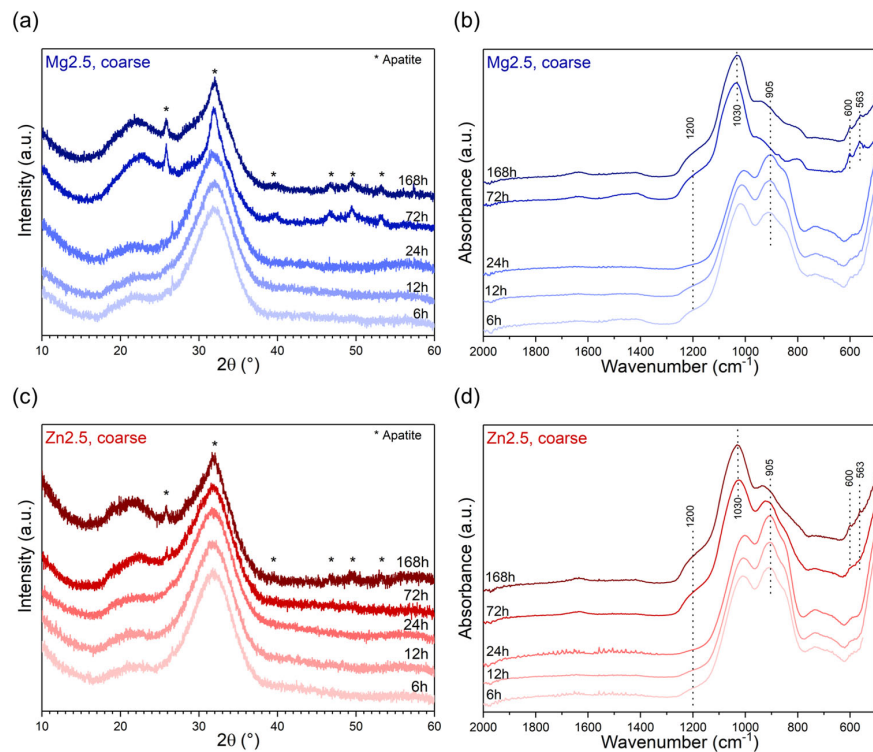 (a)
Mg2.5, coarse
* Apatite
*
*
*
*
*
*
168h
72h
24h
12h
6h
Intensity (a.u.)
10 20 30 40 50 60
2θ (°)
(b)
Mg2.5, coarse
1200
1030
905
600
563
168h
72h
24h
12h
6h
Absorbance (a.u.)
2000 1800 1600 1400 1200 1000 800 600
Wavenumber (cm-1)
(c)
Zn2.5, coarse
* Apatite
*
*
*
*
*
*
168h
72h
24h
12h
6h
Intensity (a.u.)
10 20 30 40 50 60
2θ (°)
(d)
Zn2.5, coarse
1200
1030
905
600
563
168h
72h
24h
12h
6h
Absorbance (a.u.)
2000 1800 1600 1400 1200 1000 800 600
Wavenumber (cm-1)